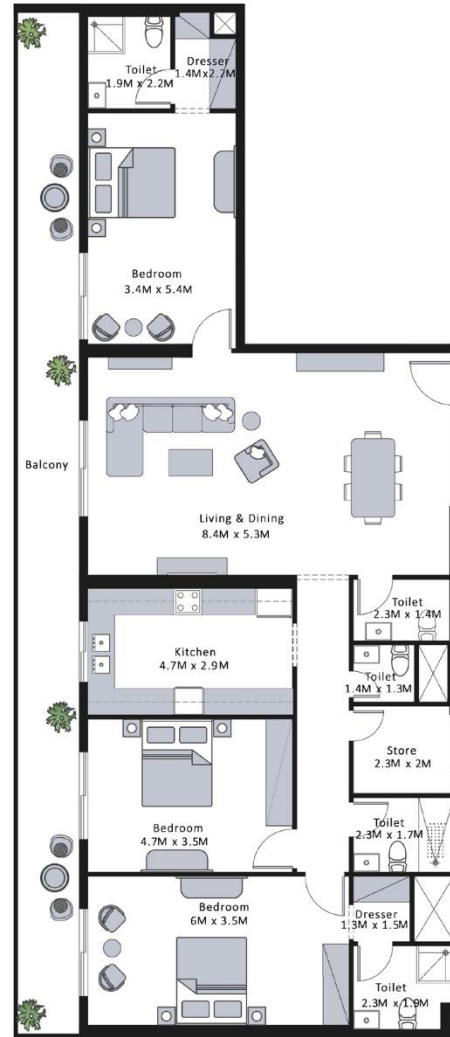 Toilet
1.9M x 2.2M
Dresser
1.4Mx2.2M
Bedroom
3.4M x 5.4M
Balcony
Living & Dining
8.4M x 5.3M
Toilet
2.3M x 1.4M
Kitchen
4.7M x 2.9M
Toilet
1.4M x 1.3M
Store
2.3M x 2M
Bedroom
4.7M x 3.5M
Toilet
2.3M x 1.7M
Bedroom
6M x 3.5M
Dresser
1.3M x 1.5M
Toilet
2.3M x 1.9M